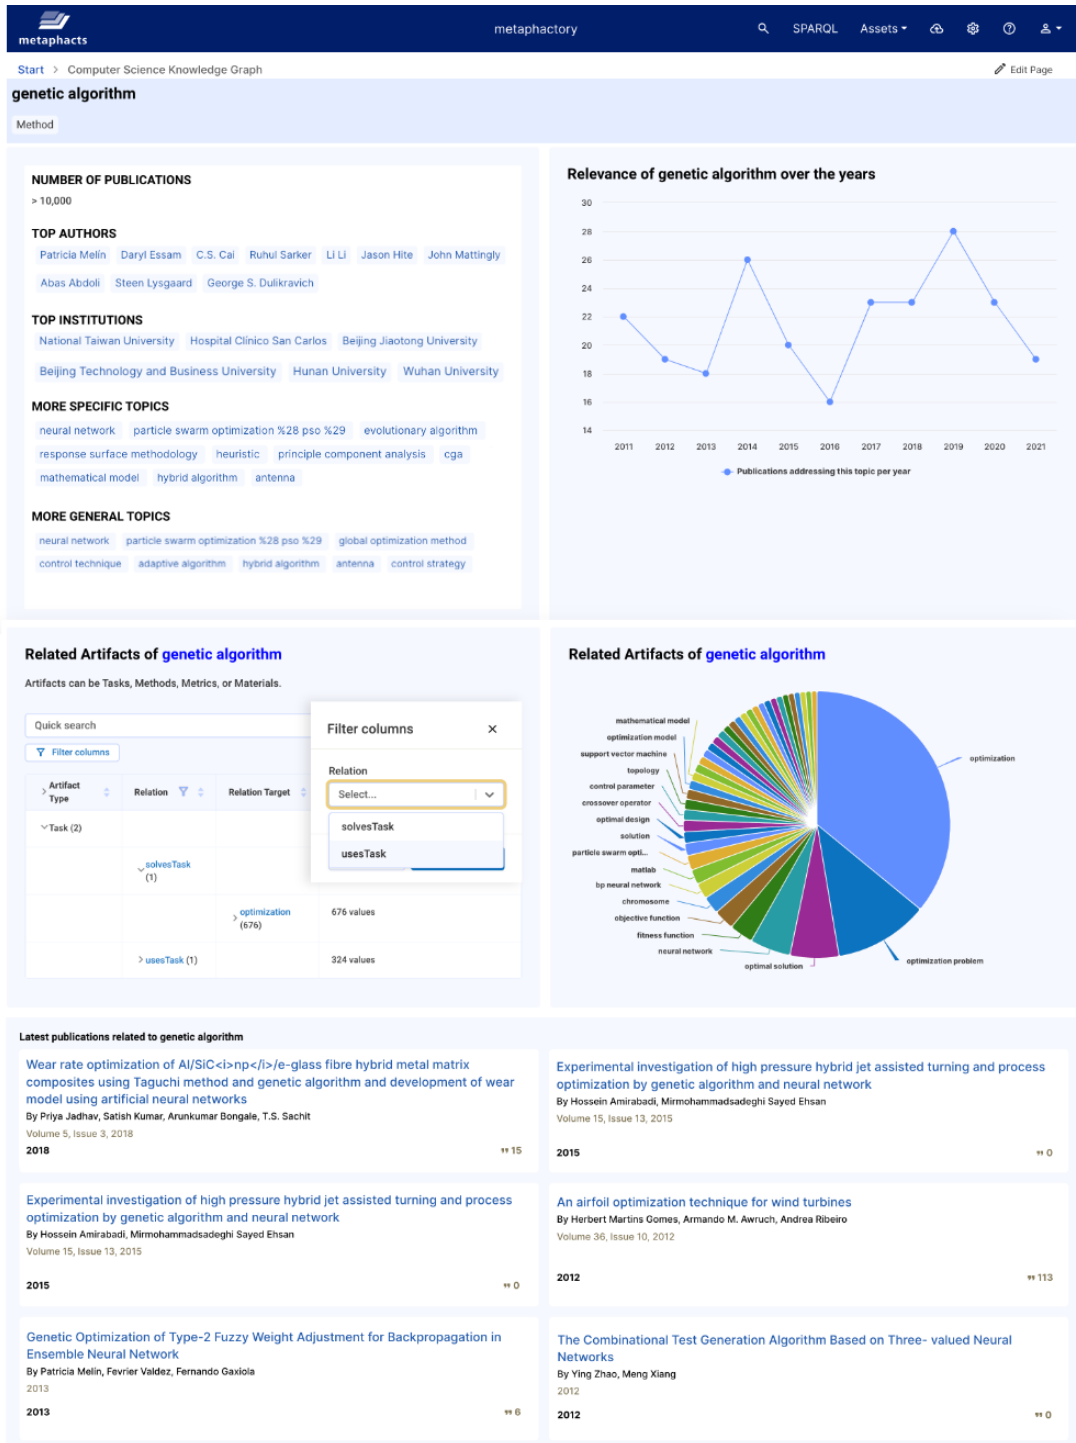 metaphacts
metaphactory
SPARQL
Assets
Start > Computer Science Knowledge Graph
Edit Page
genetic algorithm
Method
NUMBER OF PUBLICATIONS
> 10,000
TOP AUTHORS
Patricia Melín Daryl Essam C.S. Cai Ruhul Sarker Li Li Jason Hite John Mattingly
Abas Abdoli Steen Lysgaard George S. Dulikravich
TOP INSTITUTIONS
National Taiwan University Hospital Clínico San Carlos Beijing Jiaotong University
Beijing Technology and Business University Hunan University Wuhan University
MORE SPECIFIC TOPICS
neural network particle swarm optimization %28 pso %29 evolutionary algorithm
response surface methodology heuristic principle component analysis cga
mathematical model hybrid algorithm antenna
MORE GENERAL TOPICS
neural network particle swarm optimization %28 pso %29 global optimization method
control technique adaptive algorithm hybrid algorithm antenna control strategy
Relevance of genetic algorithm over the years
30
28
26
24
22
20
18
16
14
2011 2012 2013 2014 2015 2016 2017 2018 2019 2020 2021
Publications addressing this topic per year
Related Artifacts of genetic algorithm
Artifacts can be Tasks, Methods, Metrics, or Materials.
Quick search
Filter columns
Artifact
Type
Relation
Relation Target
Task (2)
solvesTask
(1)
optimization
(676)
676 values
usesTask (1)
324 values
Filter columns
Relation
Select...
solvesTask
usesTask
Related Artifacts of genetic algorithm
mathematical model
optimization model
support vector machine
topology
control parameter
crossover operator
optimal design
solution
particle swarm opti...
matlab
bp neural network
chromosome
objective function
fitness function
neural network
optimal solution
optimization
optimization problem
Latest publications related to genetic algorithm
Wear rate optimization of Al/SiC<i>np</i>/e-glass fibre hybrid metal matrix
composites using Taguchi method and genetic algorithm and development of wear
model using artificial neural networks
By Priya Jadhav, Satish Kumar, Arunkumar Bongale, T.S. Sachit
Volume 5, Issue 3, 2018
2018
15
Experimental investigation of high pressure hybrid jet assisted turning and process
optimization by genetic algorithm and neural network
By Hossein Amirabadi, Mirmohammadsadeghi Sayed Ehsan
Volume 15, Issue 13, 2015
2015
0
Experimental investigation of high pressure hybrid jet assisted turning and process
optimization by genetic algorithm and neural network
By Hossein Amirabadi, Mirmohammadsadeghi Sayed Ehsan
Volume 15, Issue 13, 2015
2015
0
An airfoil optimization technique for wind turbines
By Herbert Martins Gomes, Armando M. Awruch, Andrea Ribeiro
Volume 36, Issue 10, 2012
2012
113
Genetic Optimization of Type-2 Fuzzy Weight Adjustment for Backpropagation in
Ensemble Neural Network
By Patricia Melin, Fevrier Valdez, Fernando Gaxiola
2013
2013
6
The Combinational Test Generation Algorithm Based on Three- valued Neural
Networks
By Ying Zhao, Meng Xiang
2012
2012
0